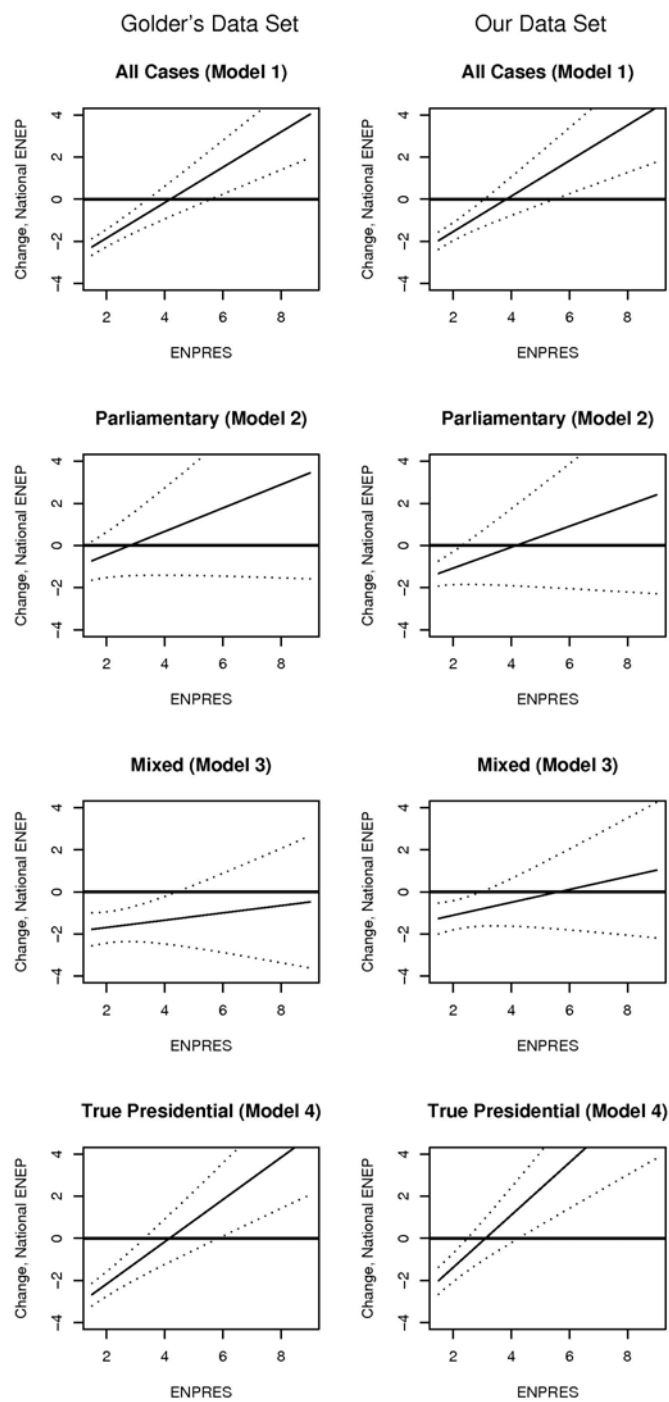 Golder's Data Set
Our Data Set
All Cases (Model 1)
All Cases (Model 1)
Change, National ENEP
4
2
0
−2
−4
2 4 6 8
ENPRES
Change, National ENEP
4
2
0
−2
−4
2 4 6 8
ENPRES
Parliamentary (Model 2)
Parliamentary (Model 2)
Change, National ENEP
4
2
0
−2
−4
2 4 6 8
ENPRES
Change, National ENEP
4
2
0
−2
−4
2 4 6 8
ENPRES
Mixed (Model 3)
Mixed (Model 3)
Change, National ENEP
4
2
0
−2
−4
2 4 6 8
ENPRES
Change, National ENEP
4
2
0
−2
−4
2 4 6 8
ENPRES
True Presidential (Model 4)
True Presidential (Model 4)
Change, National ENEP
4
2
0
−2
−4
2 4 6 8
ENPRES
Change, National ENEP
4
2
0
−2
−4
2 4 6 8
ENPRES